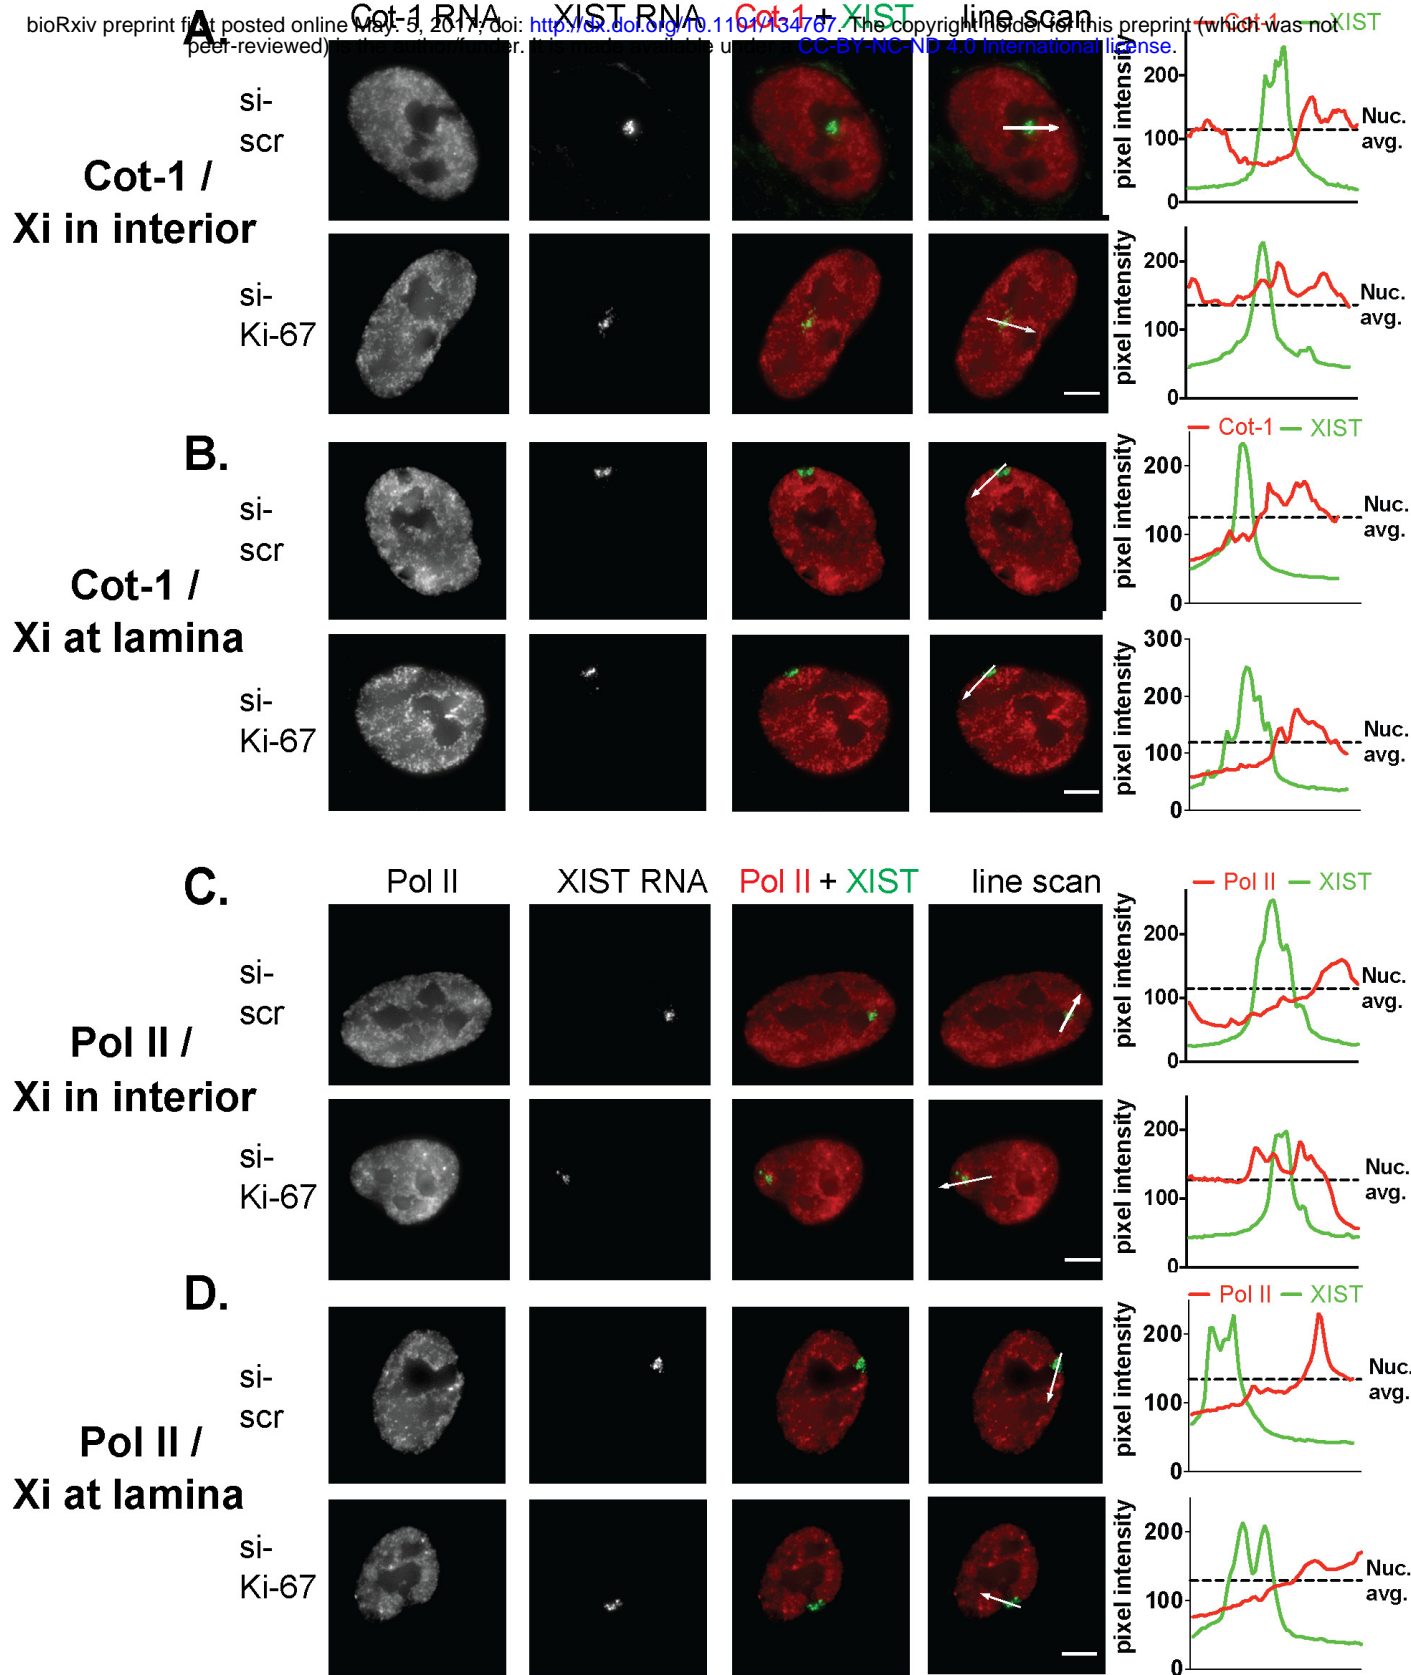 bioRxiv preprint first posted online May. 5, 2017; doi: http://dx.doi.org/10.1101/134767. The copyright holder for this preprint (which was not
peer-reviewed) is the author/funder. It is made available under a CC-BY-NC-ND 4.0 International license.
A. Cot-1 RNA XIST RNA Cot-1 + XIST line scan Cot-1 XIST
Cot-1 /
Xi in interior
si-
scr
pixel intensity
200
100
0
Nuc.
avg.
si-
Ki-67
pixel intensity
200
100
0
Nuc.
avg.
B. Cot-1 XIST
Cot-1 /
Xi at lamina
si-
scr
pixel intensity
200
100
0
Nuc.
avg.
si-
Ki-67
pixel intensity
300
200
100
0
Nuc.
avg.
C. Pol II XIST RNA Pol II + XIST line scan Pol II XIST
Pol II /
Xi in interior
si-
scr
pixel intensity
200
100
0
Nuc.
avg.
si-
Ki-67
pixel intensity
200
100
0
Nuc.
avg.
D. Pol II XIST
Pol II /
Xi at lamina
si-
scr
pixel intensity
200
100
0
Nuc.
avg.
si-
Ki-67
pixel intensity
200
100
Nuc.
avg.